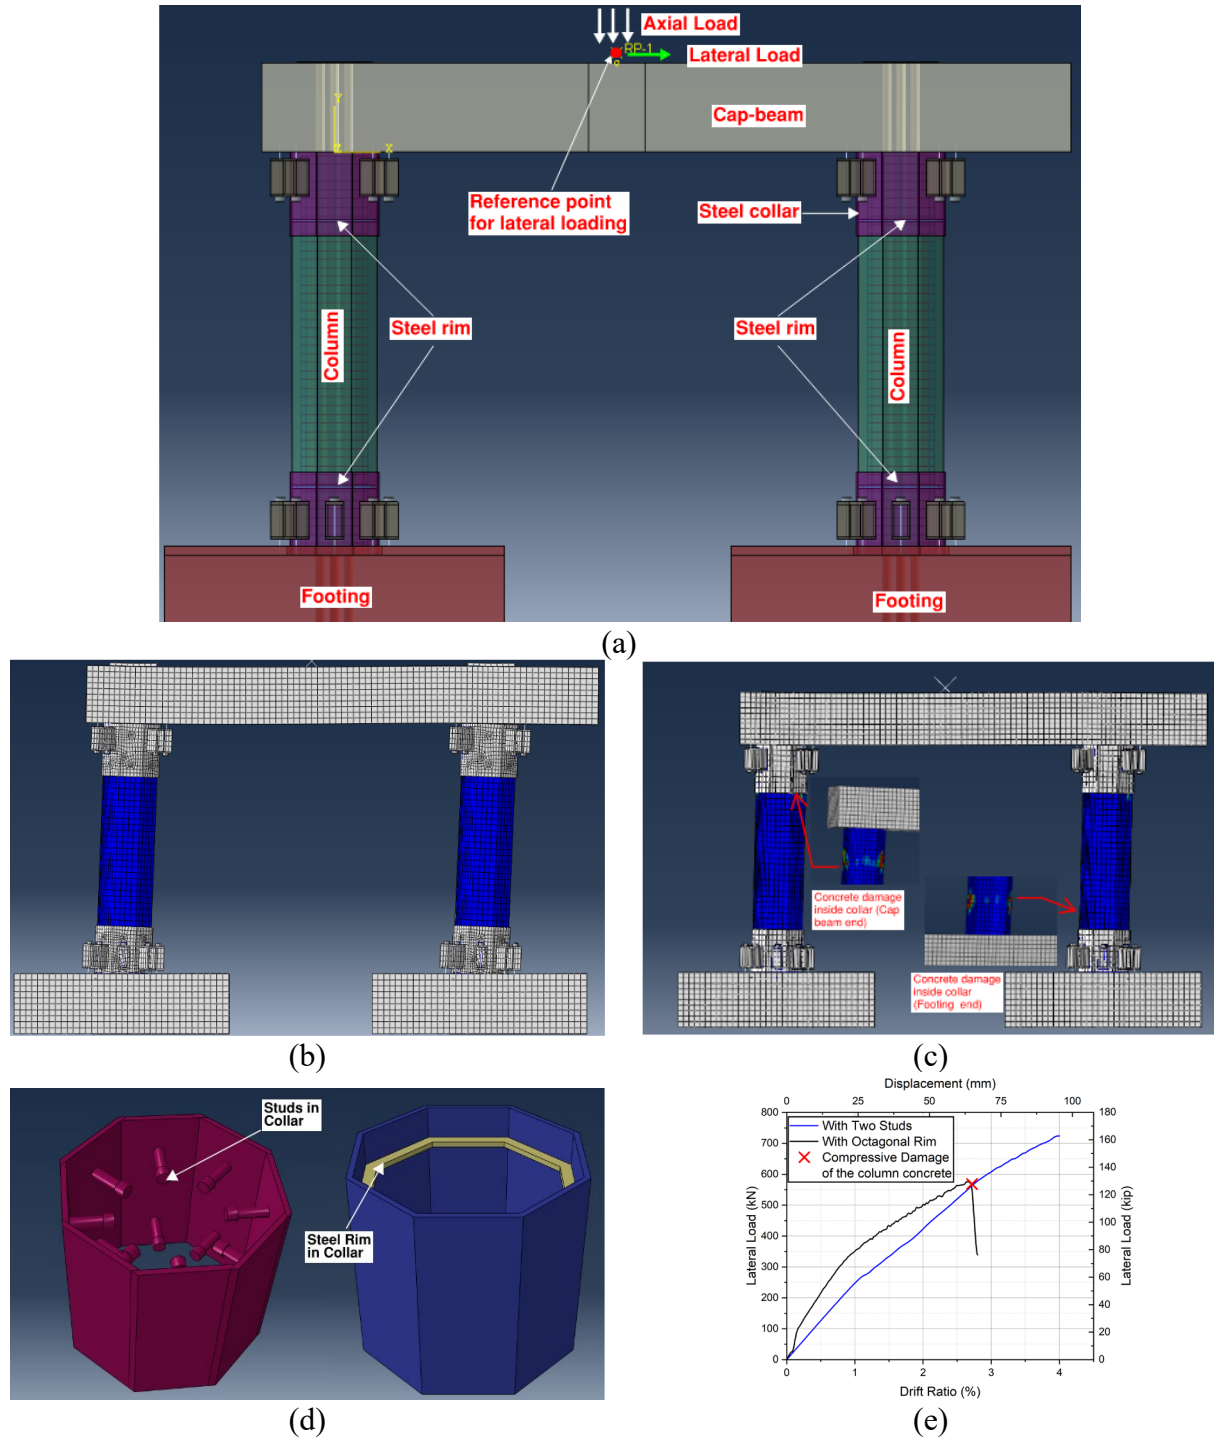 Axial Load
RP-1
Lateral Load
Cap-beam
Y
Z
X
Reference point
for lateral loading
Steel collar
Column
Steel rim
Steel rim
Column
Footing
Footing
(a)
Concrete damage
inside collar (Cap
beam end)
Concrete damage
inside collar
(Footing end)
(b)
(c)
Studs in
Collar
Steel Rim
in Collar
(d)
Displacement (mm)
0 25 50 75 100
With Two Studs
With Octagonal Rim
Compressive Damage
of the column concrete
Lateral Load (kN)
800
700
600
500
400
300
200
100
0
Lateral Load (kip)
180
160
140
120
100
80
60
40
20
0
0 1 2 3 4
Drift Ratio (%)
(e)